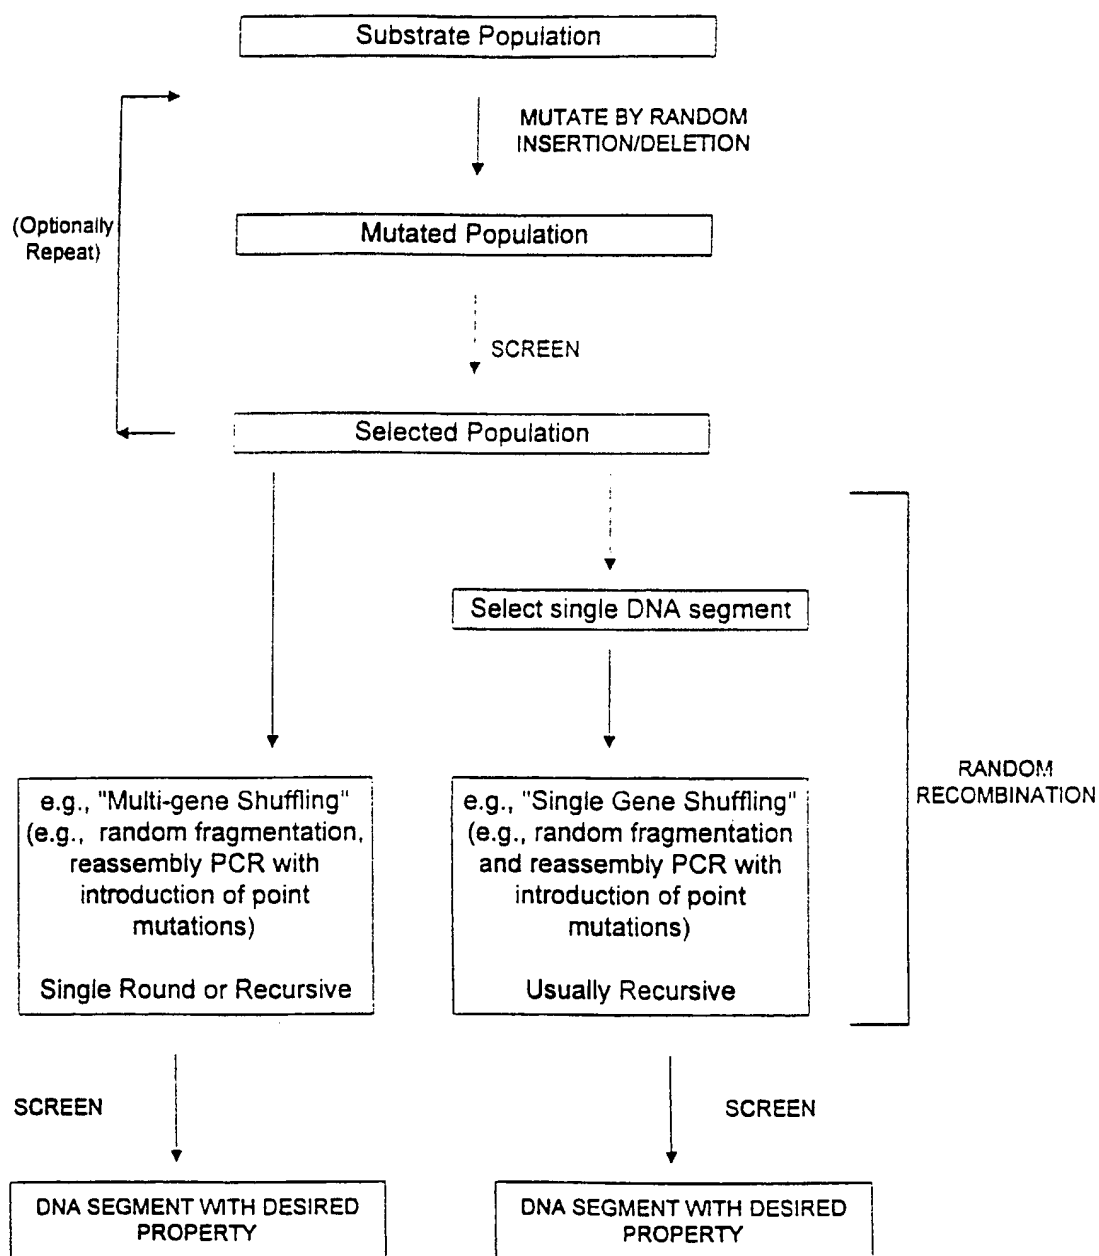 Substrate Population
MUTATE BY RANDOM
INSERTION/DELETION
(Optionally
Repeat)
Mutated Population
SCREEN
Selected Population
Select single DNA segment
e.g., "Multi-gene Shuffling"
(e.g., random fragmentation,
reassembly PCR with
introduction of point
mutations)
Single Round or Recursive
e.g., "Single Gene Shuffling"
(e.g., random fragmentation
and reassembly PCR with
introduction of point
mutations)
Usually Recursive
RANDOM
RECOMBINATION
SCREEN
SCREEN
DNA SEGMENT WITH DESIRED
PROPERTY
DNA SEGMENT WITH DESIRED
PROPERTY